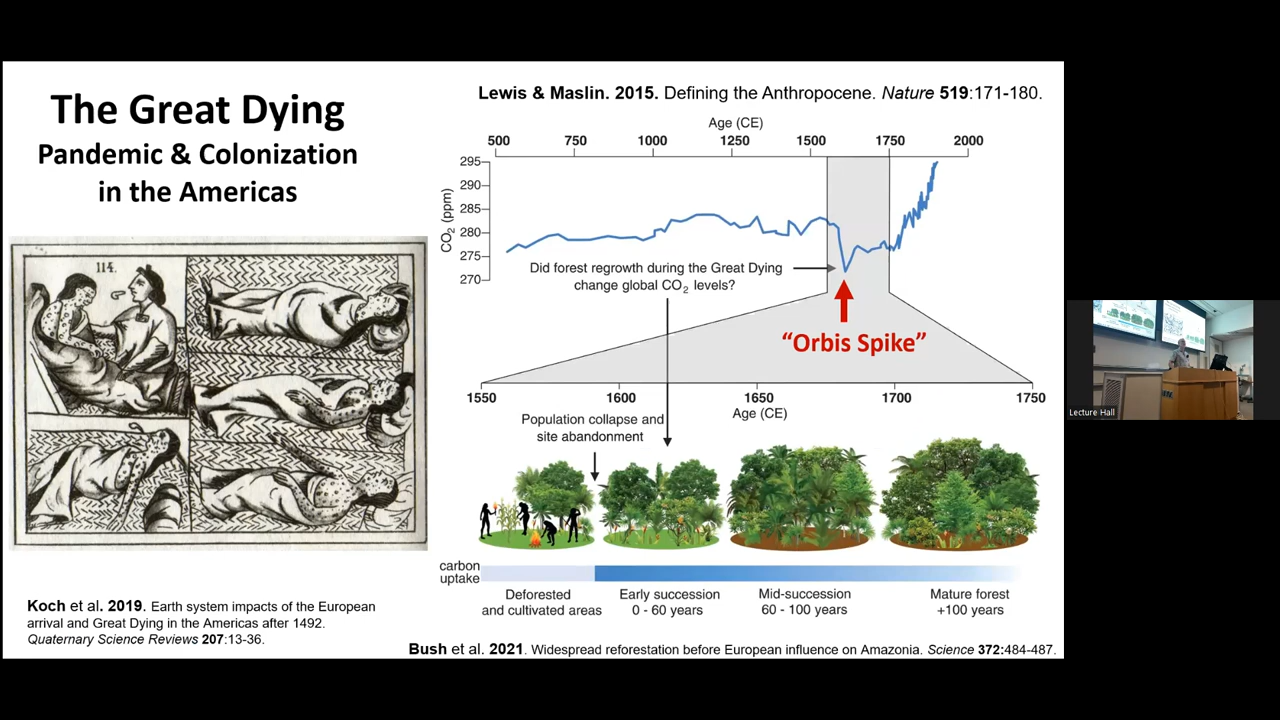 The Great Dying
Pandemic & Colonization
in the Americas
114.
Koch et al. 2019. Earth system impacts of the European
arrival and Great Dying in the Americas after 1492.
Quaternary Science Reviews 207:13-36.
Lewis & Maslin. 2015. Defining the Anthropocene. Nature 519:171-180.
Age (CE)
500 750 1000 1250 1500 1750 2000
CO2 (ppm)
295
290
285
280
275
270
Did forest regrowth during the Great Dying
change global CO2 levels?
“Orbis Spike”
1550 1600 1650 1700 1750
Age (CE)
Population collapse and
site abandonment
carbon
uptake
Deforested
and cultivated areas
Early succession
0 - 60 years
Mid-succession
60 - 100 years
Mature forest
+100 years
Bush et al. 2021. Widespread reforestation before European influence on Amazonia. Science 372:484-487.
Lecture Hall